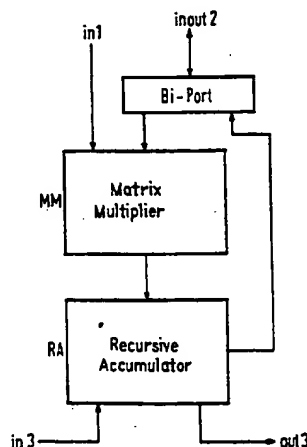 in1
inout 2
Bi-Port
MM
Matrix
Multiplier
RA
Recursive
Accumulator
in 3
out3